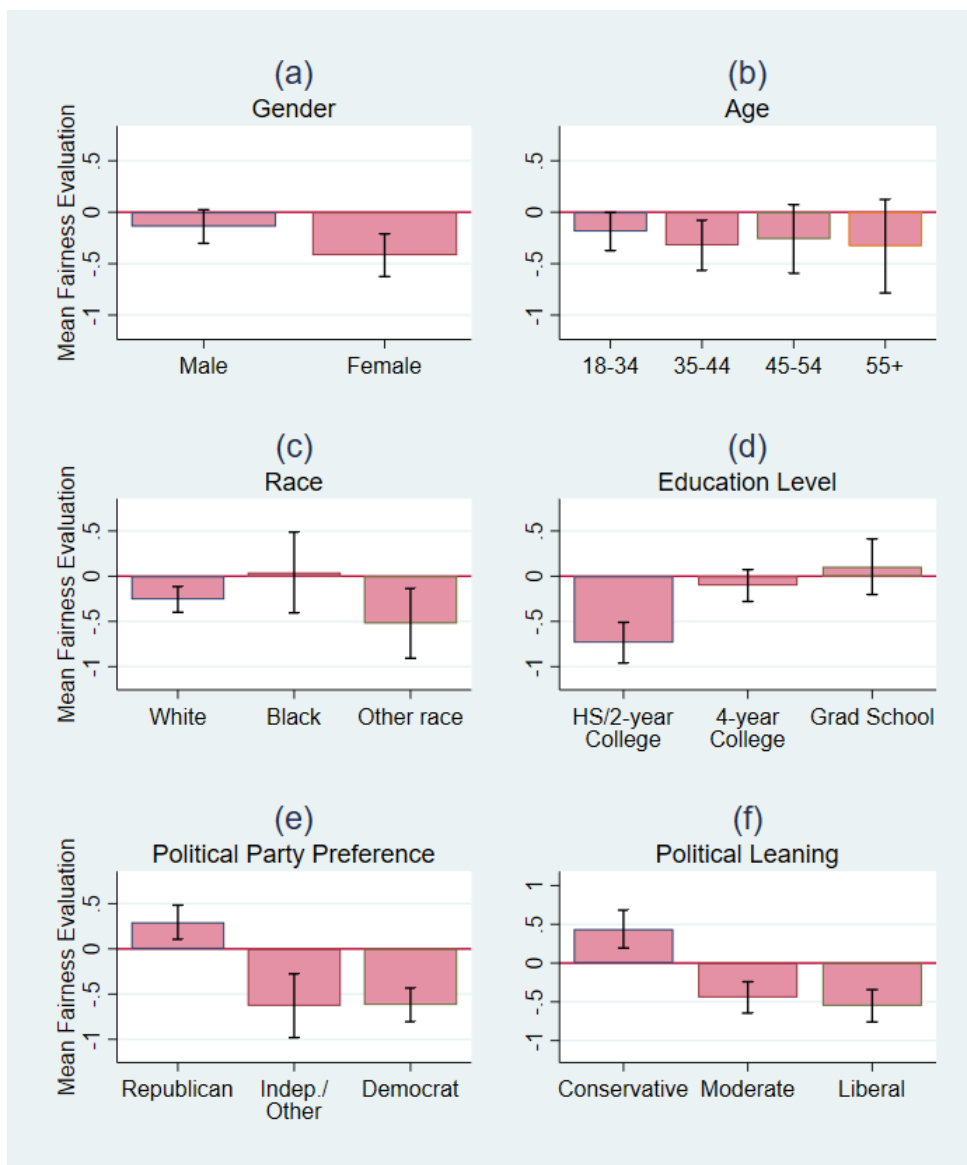 (a)
Gender
Mean Fairness Evaluation
.5
0
-.5
-1
Male Female
(b)
Age
.5
0
-.5
-1
18-34 35-44 45-54 55+
(c)
Race
Mean Fairness Evaluation
.5
0
-.5
-1
White Black Other race
(d)
Education Level
.5
0
-.5
-1
HS/2-year 4-year Grad School
College College
(e)
Political Party Preference
Mean Fairness Evaluation
.5
0
-.5
-1
Republican Indep./ Democrat
Other
(f)
Political Leaning
1
.5
0
-.5
-1
Conservative Moderate Liberal